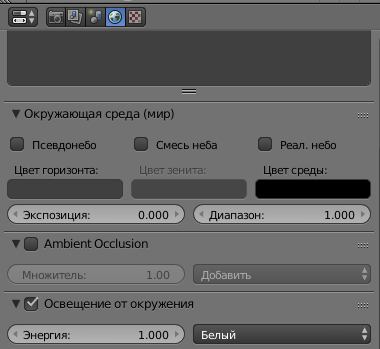 Окружающая среда (мир)
Псевдонебо Смесь неба Реал. небо
Цвет горизонта: Цвет зенита: Цвет среды:
Экспозиция: 0.000 Диапазон: 1.000
Ambient Occlusion
Множитель: 1.00 Добавить
Освещение от окружения
Энергия: 1.000 Белый